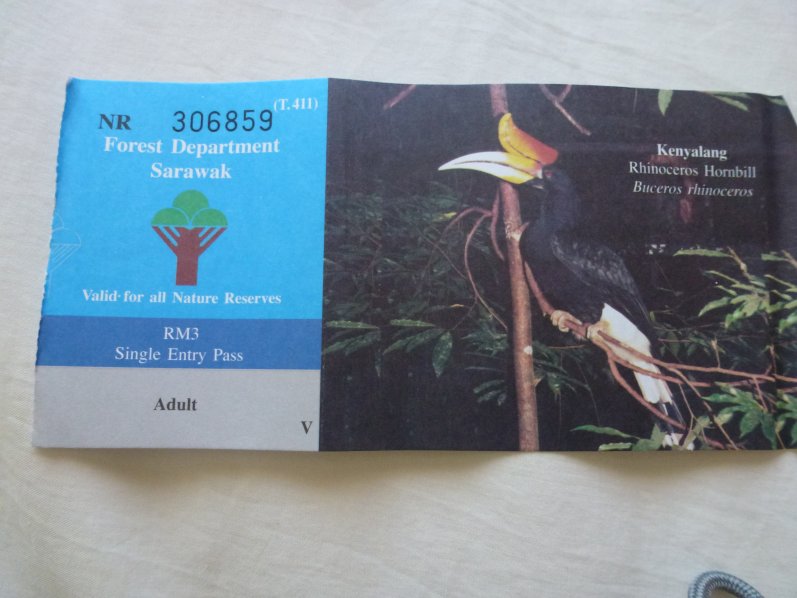 (T. 411)
NR 306859
Forest Department
Sarawak
Valid for all Nature Reserves
RM3
Single Entry Pass
Adult
V
Kenyalang
Rhinoceros Hornbill
Buceros rhinoceros